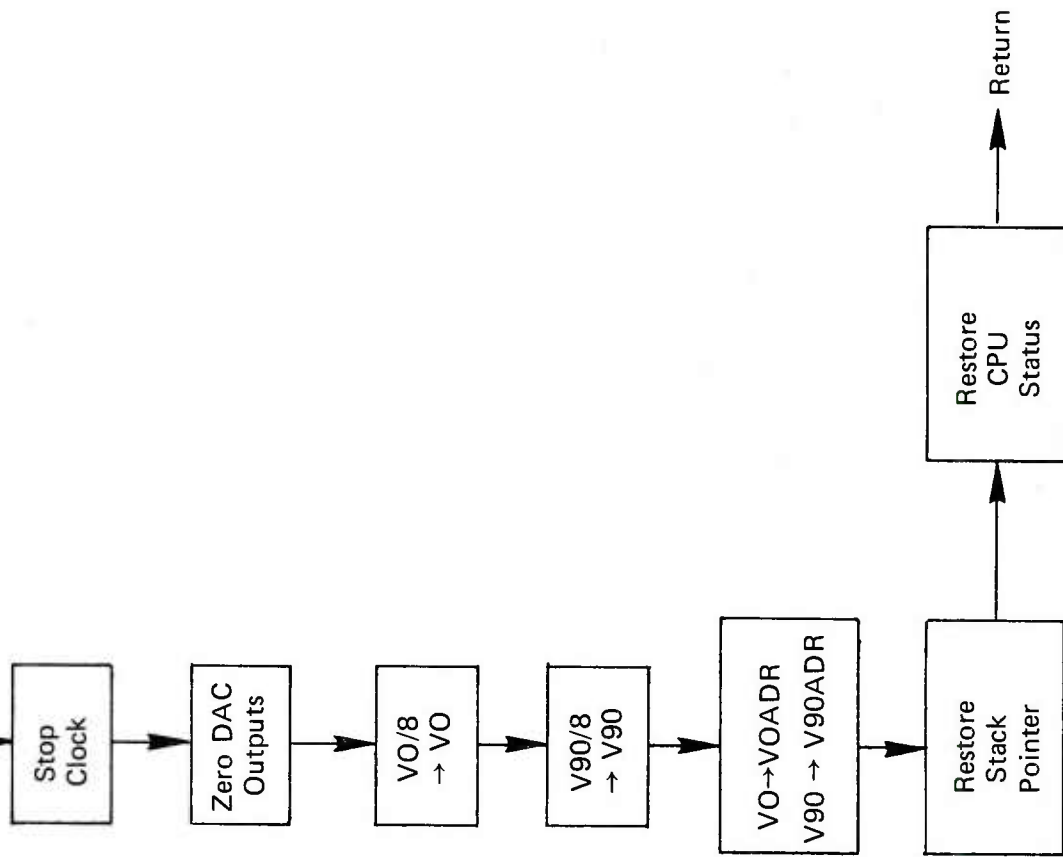 Stop
Clock
Zero DAC
Outputs
VO/8
→ VO
V90/8
→ V90
VO→VOADR
V90 → V90ADR
Restore
Stack
Pointer
Restore
CPU
Status
Return